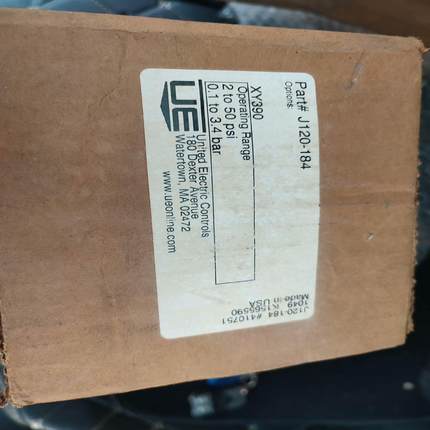 Part# J120-184
Options:
XY390
Operating Range
2 to 50 psi
0.1 to 3.4 bar
UE
United Electric Controls
180 Dexter Avenue
Watertown, MA 02472
www.ueonline.com
J120-184 #410751
1049 K1566590
Made in USA